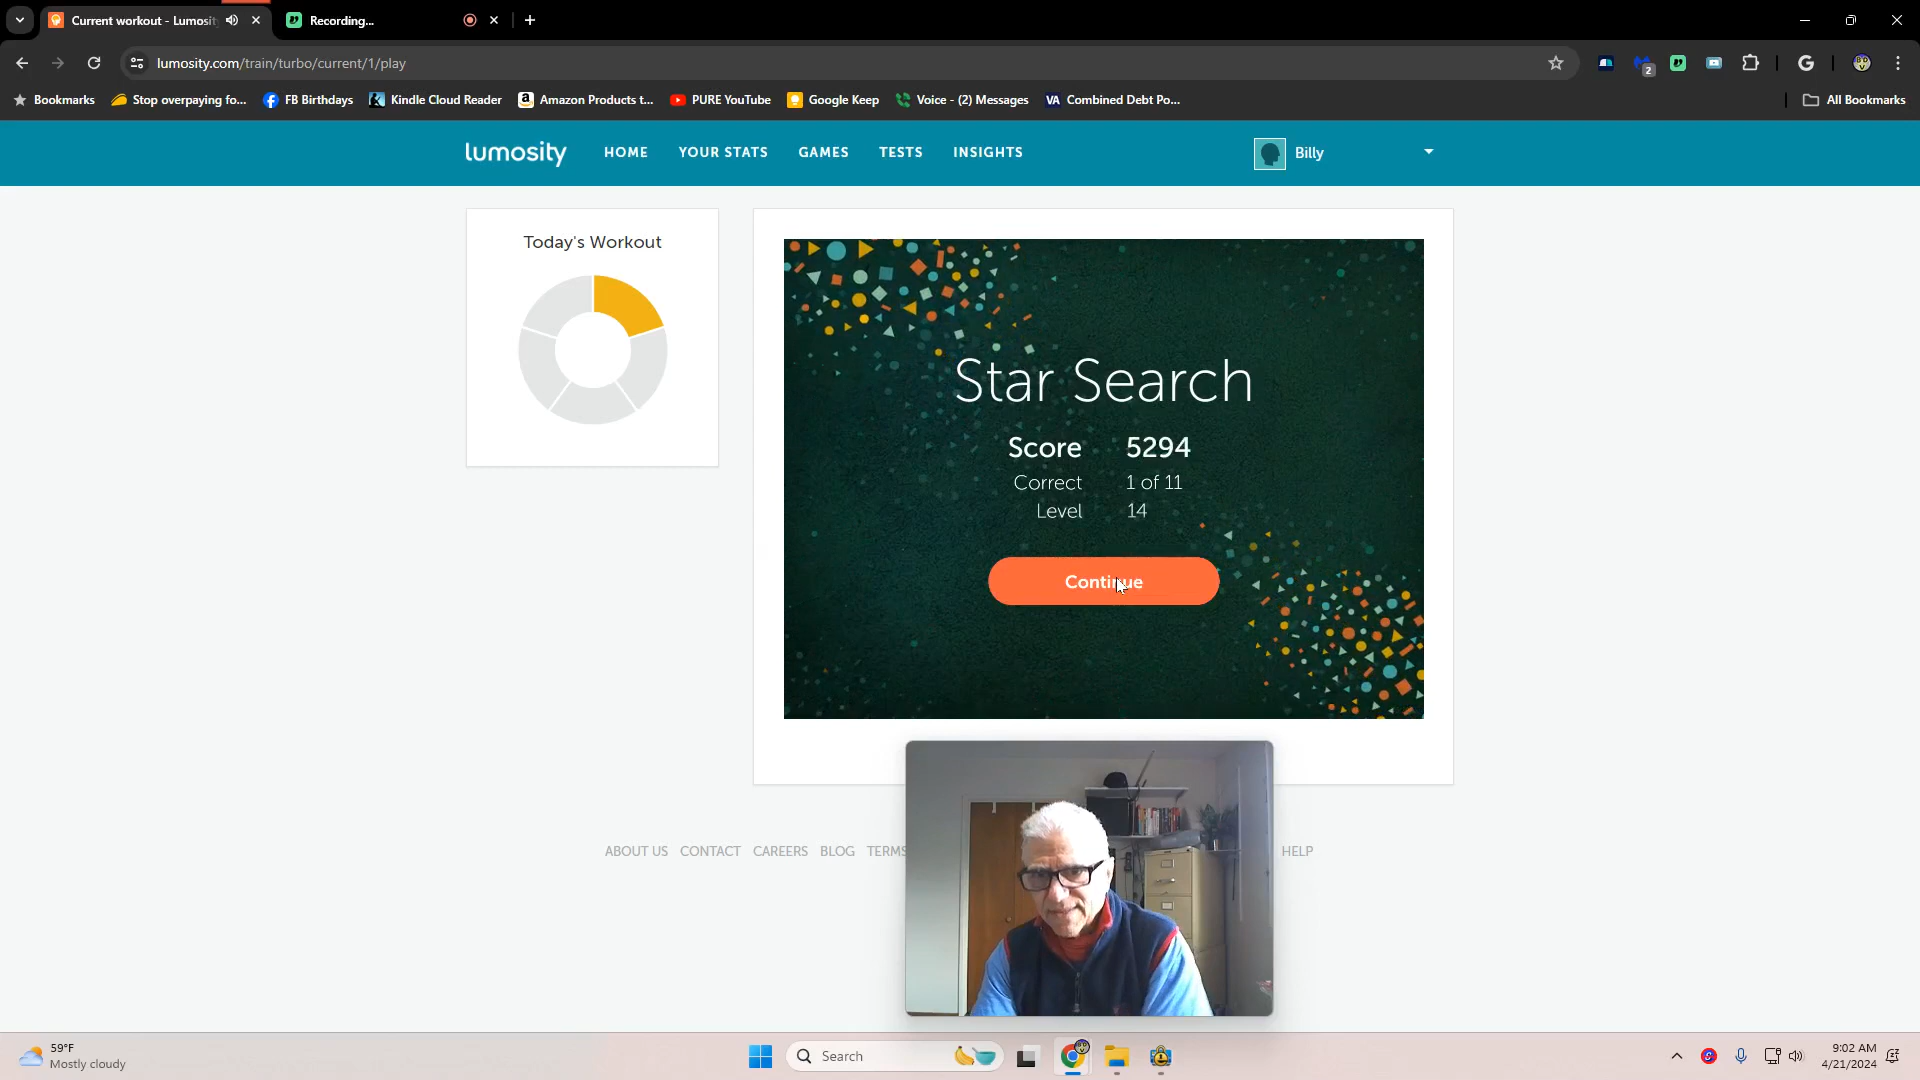 Current workout - Lumosit
Recording...
lumosity.com/train/turbo/current/1/play
2
G
Bookmarks
Stop overpaying fo...
FB Birthdays
Kindle Cloud Reader
Amazon Products t...
PURE YouTube
Google Keep
Voice - (2) Messages
VA Combined Debt Po...
All Bookmarks
lumosity
HOME
YOUR STATS
GAMES
TESTS
INSIGHTS
Billy
Today's Workout
Star Search
Score 5294
Correct 1 of 11
Level 14
Continue
ABOUT US CONTACT CAREERS BLOG TERMS HELP
59°F
Mostly cloudy
Search
9:02 AM
4/21/2024